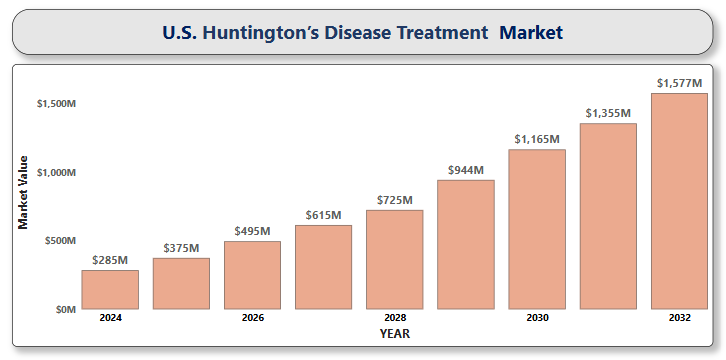 U.S. Huntington’s Disease Treatment Market
$1,577M
$1,500M
$1,355M
$1,165M
$1,000M
$944M
Market Value
$725M
$615M
$500M
$495M
$375M
$285M
$0M
2024
2026
2028
2030
2032
YEAR